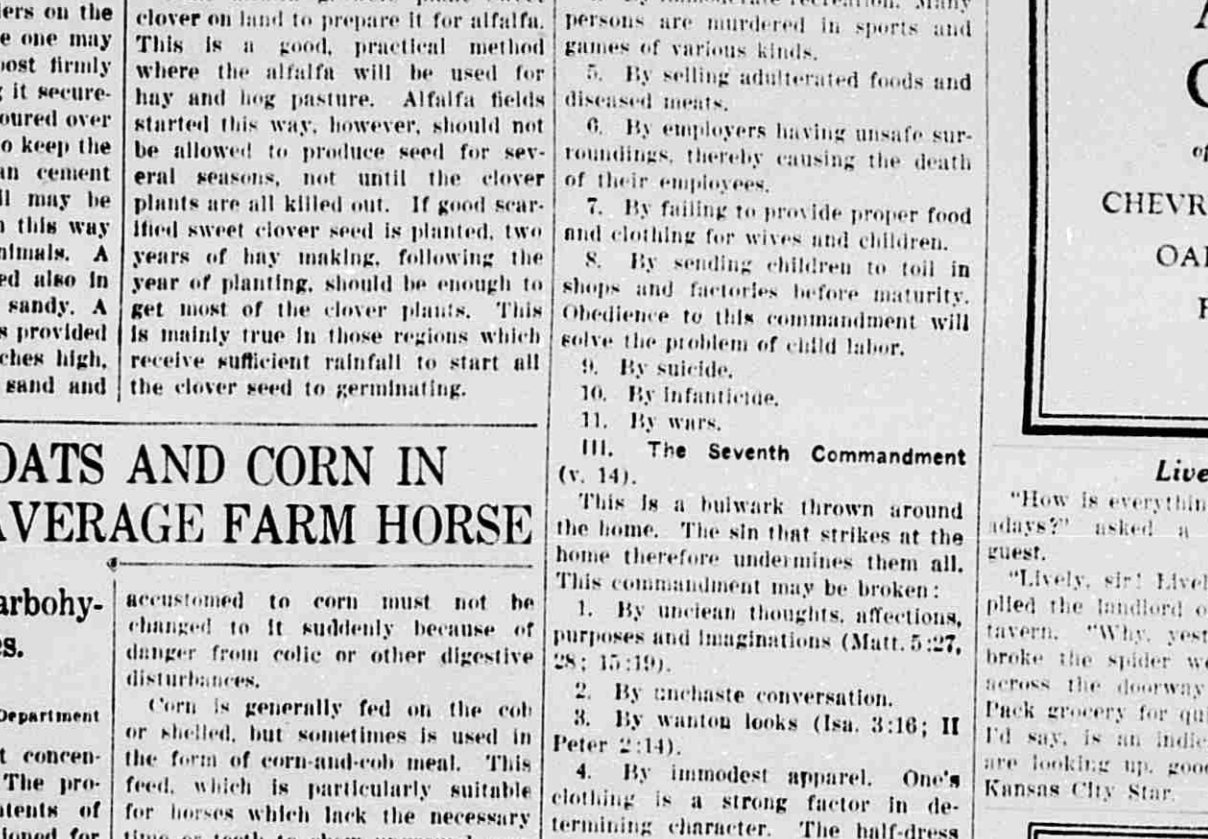 ers on the
e one may
ost firmly
it secure-
oured over
o keep the
an cement
ll may be
this way
nimals. A
ed also in
sandy. A
s provided
ches high,
sand and
clover on land to prepare it for alfalfa.
This is a good, practical method
where the alfalfa will be used for
hay and hog pasture. Alfalfa fields
started this way, however, should not
be allowed to produce seed for sev-
eral seasons, not until the clover
plants are all killed out. If good scar-
ified sweet clover seed is planted, two
years of hay making, following the
year of planting, should be enough to
get most of the clover plants. This
is mainly true in those regions which
receive sufficient rainfall to start all
the clover seed to germinating.
OATS AND CORN IN
AVERAGE FARM HORSE
arbohy-
s.
Department
t concen-
The pro-
tents of
ioned for
accustomed to corn must not be
changed to it suddenly because of
danger from colic or other digestive
disturbances.
Corn is generally fed on the cob
or shelled, but sometimes is used in
the form of corn-and-cob meal. This
feed, which is particularly suitable
for horses which lack the necessary
persons are murdered in sports and
games of various kinds.
5. By selling adulterated foods and
diseased meats.
6. By employers having unsafe sur-
roundings, thereby causing the death
of their employees.
7. By failing to provide proper food
and clothing for wives and children.
8. By sending children to toil in
shops and factories before maturity.
Obedience to this commandment will
solve the problem of child labor.
9. By suicide.
10. By infanticide.
11. By wars.
III. The Seventh Commandment
(v. 14).
This is a bulwark thrown around
the home. The sin that strikes at the
home therefore undermines them all.
This commandment may be broken:
1. By unclean thoughts, affections,
purposes and imaginations (Matt. 5:27,
28; 15:19).
2. By unchaste conversation.
3. By wanton looks (Isa. 3:16; II
Peter 2:14).
4. By immodest apparel. One's
clothing is a strong factor in de-
termining character. The half-dress
CHEVR
OA
Live
"How is everythin
adays?" asked a
guest.
"Lively, sir! Livel
plied the landlord o
tavern. "Why, yest
broke the spider we
across the doorway
Pack grocery for qui
I'd say, is an indic
are looking up, good
Kansas City Star.